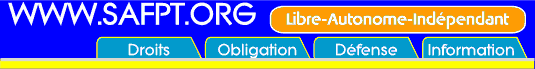 WWW.SAFPT.ORG
Libre-Autonome-Indépendant
Droits
Obligation
Défense
Information